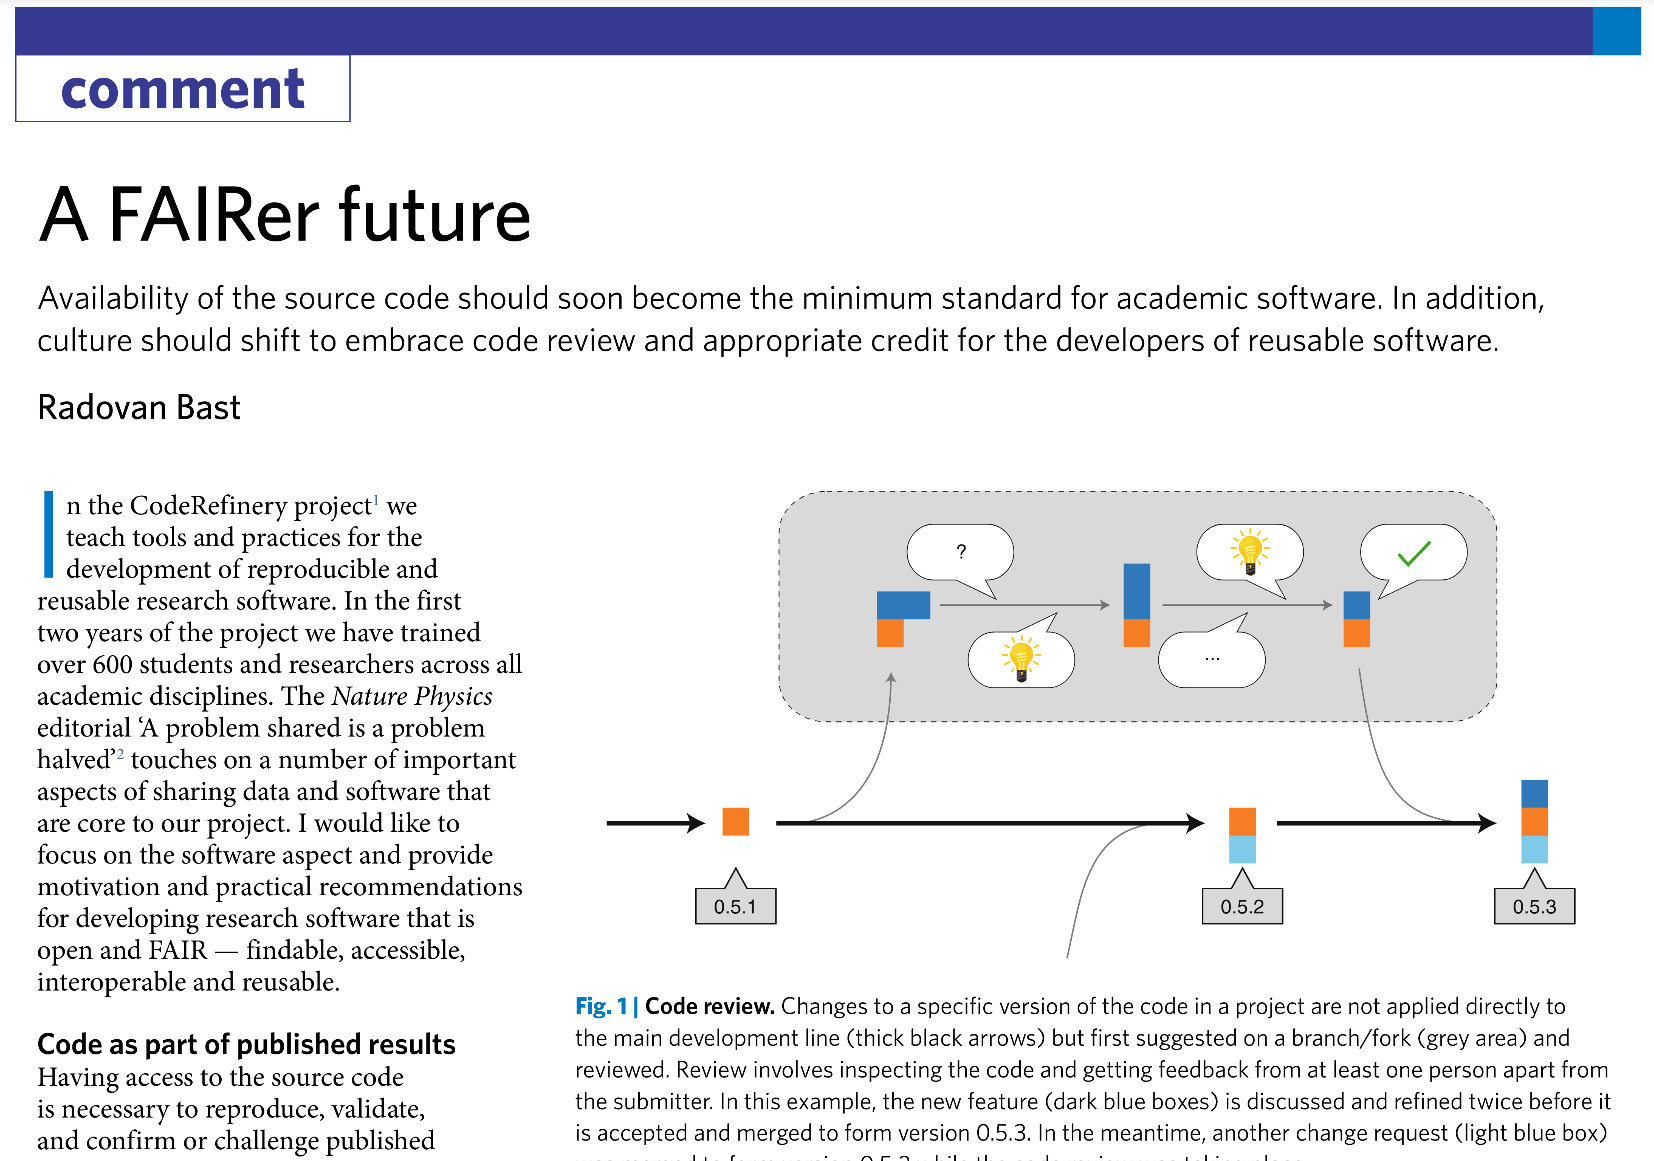 comment
A FAIRer future
Availability of the source code should soon become the minimum standard for academic software. In addition,
culture should shift to embrace code review and appropriate credit for the developers of reusable software.
Radovan Bast
In the CodeRefinery project1 we
teach tools and practices for the
development of reproducible and
reusable research software. In the first
two years of the project we have trained
over 600 students and researchers across all
academic disciplines. The Nature Physics
editorial ‘A problem shared is a problem
halved’2 touches on a number of important
aspects of sharing data and software that
are core to our project. I would like to
focus on the software aspect and provide
motivation and practical recommendations
for developing research software that is
open and FAIR — findable, accessible,
interoperable and reusable.
Code as part of published results
Having access to the source code
is necessary to reproduce, validate,
and confirm or challenge published
?
...
0.5.1
0.5.2
0.5.3
Fig. 1 | Code review. Changes to a specific version of the code in a project are not applied directly to
the main development line (thick black arrows) but first suggested on a branch/fork (grey area) and
reviewed. Review involves inspecting the code and getting feedback from at least one person apart from
the submitter. In this example, the new feature (dark blue boxes) is discussed and refined twice before it
is accepted and merged to form version 0.5.3. In the meantime, another change request (light blue box)